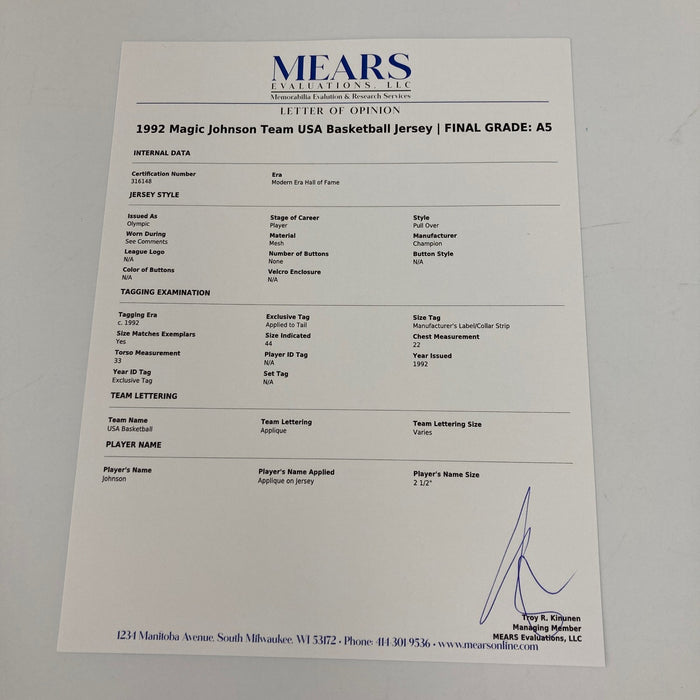 MEARS
EVALUATIONS, LLC
Memorabilia Evalution & Research Services
LETTER OF OPINION
1992 Magic Johnson Team USA Basketball Jersey | FINAL GRADE: A5
INTERNAL DATA
Certification Number Era
316148 Modern Era Hall of Fame
JERSEY STYLE
Issued As Stage of Career Style
Olympic Player Pull Over
Worn During Material Manufacturer
See Comments Mesh Champion
League Logo Number of Buttons Button Style
N/A None N/A
Color of Buttons Velcro Enclosure
N/A N/A
TAGGING EXAMINATION
Tagging Era Exclusive Tag Size Tag
c. 1992 Applied to Tail Manufacturer's Label/Collar Strip
Size Matches Exemplars Size Indicated Chest Measurement
Yes 44 22
Torso Measurement Player ID Tag Year Issued
33 N/A 1992
Year ID Tag Set Tag
Exclusive Tag N/A
TEAM LETTERING
Team Name Team Lettering Team Lettering Size
USA Basketball Applique Varies
PLAYER NAME
Player's Name Player's Name Applied Player's Name Size
Johnson Applique on Jersey 2 1/2"
Troy R. Kinunen
Managing Member
MEARS Evaluations, LLC
1234 Manitoba Avenue, South Milwaukee, WI 53172 • Phone: 414 301 9536 • www.mearsonline.com